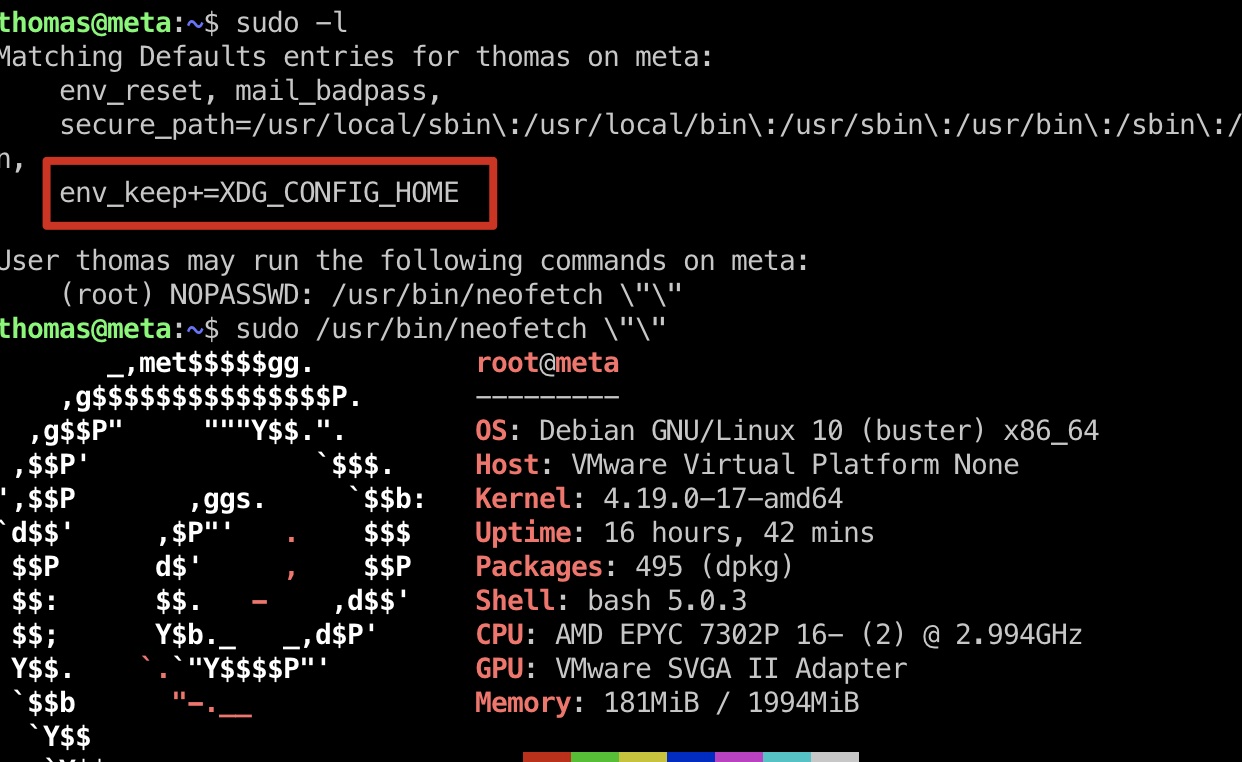 thomas@meta:~$ sudo -l
Matching Defaults entries for thomas on meta:
    env_reset, mail_badpass,
    secure_path=/usr/local/sbin\:/usr/local/bin\:/usr/sbin\:/usr/bin\:/sbin\:/
n,
    env_keep+=XDG_CONFIG_HOME
User thomas may run the following commands on meta:
    (root) NOPASSWD: /usr/bin/neofetch \"\"
thomas@meta:~$ sudo /usr/bin/neofetch \"\"
       _,met$$$$$gg.          root@meta
    ,g$$$$$$$$$$$$$$$P.       ---------
  ,g$$P"     """Y$$.".        OS: Debian GNU/Linux 10 (buster) x86_64
 ,$$P'              `$$$.     Host: VMware Virtual Platform None
',$$P       ,ggs.     `$$b:   Kernel: 4.19.0-17-amd64
`d$$'     ,$P"'   .    $$$    Uptime: 16 hours, 42 mins
 $$P      d$'     ,    $$P    Packages: 495 (dpkg)
 $$:      $$.   -    ,d$$'    Shell: bash 5.0.3
 $$;      Y$b._   _,d$P'      CPU: AMD EPYC 7302P 16- (2) @ 2.994GHz
 Y$$.    `.`"Y$$$$P"'         GPU: VMware SVGA II Adapter
 `$$b      "-.__              Memory: 181MiB / 1994MiB
  `Y$$